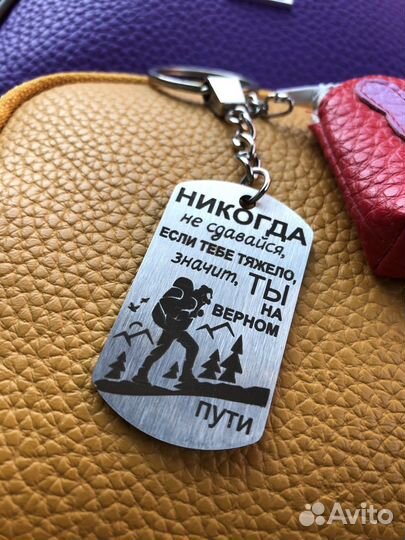 НИКОГДА
не сдавайся,
ЕСЛИ ТЕБЕ ТЯЖЕЛО,
значит, ТЫ
НА
ВЕРНОМ
ПУТИ
Avito